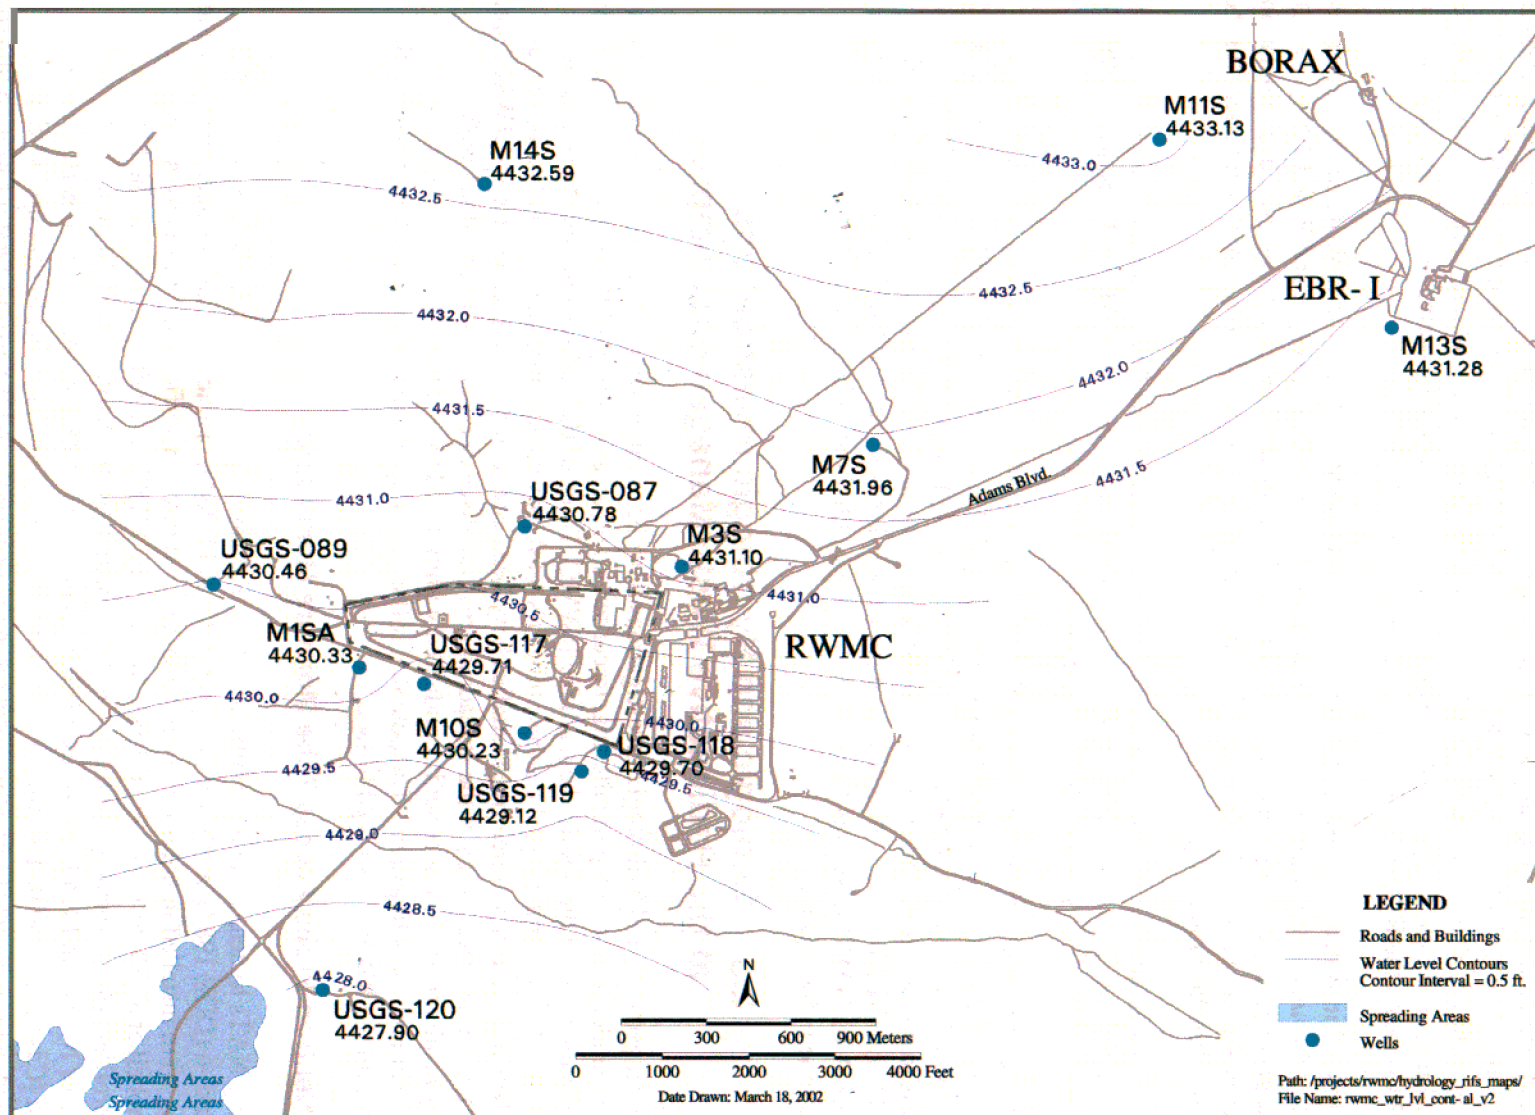 BORAX
M11S
4433.13
M14S
4432.59
4433.0
4432.5
EBR- I
4432.5
4432.0
M13S
4431.28
4432.0
4431.5
M7S
4431.96
4431.5
Adams Blvd.
4431.0
USGS-087
4430.78
M3S
4431.10
USGS-089
4430.46
4430.5
4431.0
M1SA
4430.33
USGS-117
4429.71
RWMC
4430.0
M10S
4430.23
4430.0
USGS-118
4429.70
4429.5
4429.5
USGS-119
4429.12
4429.0
4428.5
4428.0
USGS-120
4427.90
Spreading Areas
Spreading Areas
N
0 300 600 900 Meters
0 1000 2000 3000 4000 Feet
Date Drawn: March 18, 2002
LEGEND
Roads and Buildings
Water Level Contours
Contour Interval = 0.5 ft.
Spreading Areas
Wells
Path: /projects/rwmc/hydrology_rifs_maps/
File Name: rwmc_wtr_lvl_cont- al_v2